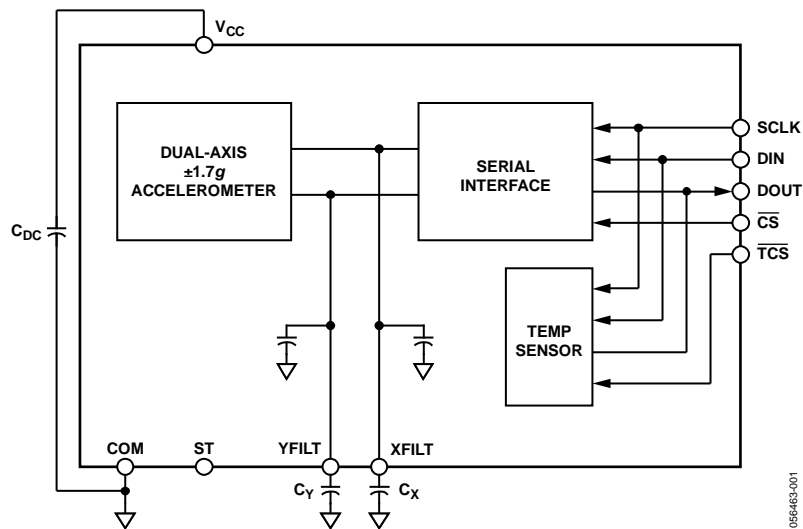 VCC
DUAL-AXIS
±1.7g
ACCELEROMETER
SERIAL
INTERFACE
SCLK
DIN
DOUT
CS
TCS
CDC
TEMP
SENSOR
COM
ST
YFILT
XFILT
CY
CX
056463-001